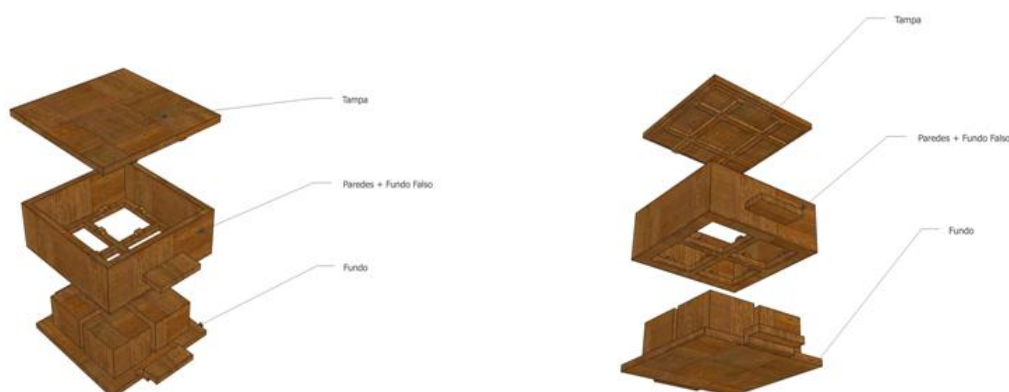 Tampa
Paredes + Fundo Falso
Fundo
Tampa
Paredes + Fundo Falso
Fundo